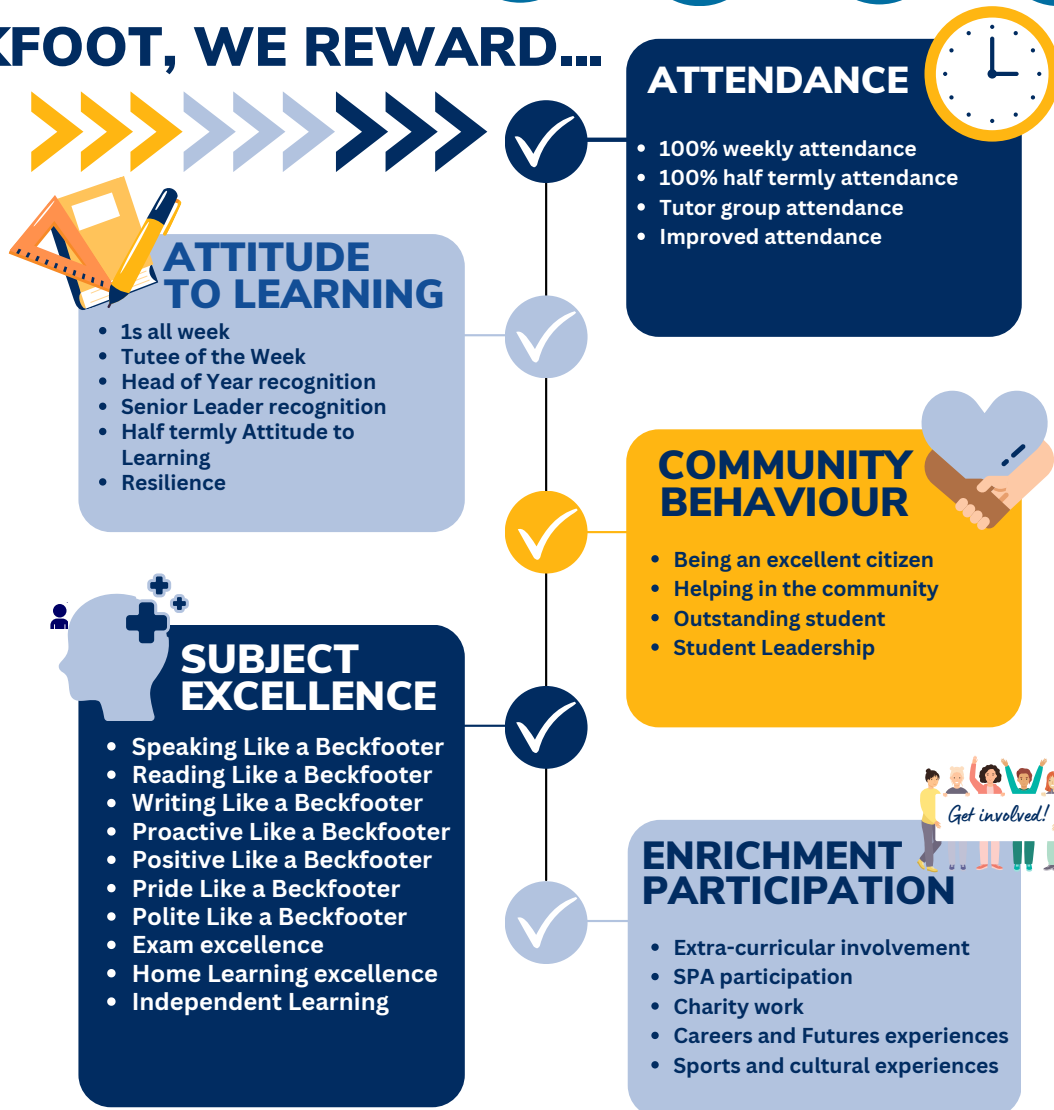 KFOOT, WE REWARD...
ATTENDANCE
• 100% weekly attendance
• 100% half termly attendance
• Tutor group attendance
• Improved attendance
ATTITUDE
TO LEARNING
• 1s all week
• Tutee of the Week
• Head of Year recognition
• Senior Leader recognition
• Half termly Attitude to
Learning
• Resilience
COMMUNITY
BEHAVIOUR
• Being an excellent citizen
• Helping in the community
• Outstanding student
• Student Leadership
SUBJECT
EXCELLENCE
• Speaking Like a Beckfooter
• Reading Like a Beckfooter
• Writing Like a Beckfooter
• Proactive Like a Beckfooter
• Positive Like a Beckfooter
• Pride Like a Beckfooter
• Polite Like a Beckfooter
• Exam excellence
• Home Learning excellence
• Independent Learning
Get involved!
ENRICHMENT
PARTICIPATION
• Extra-curricular involvement
• SPA participation
• Charity work
• Careers and Futures experiences
• Sports and cultural experiences